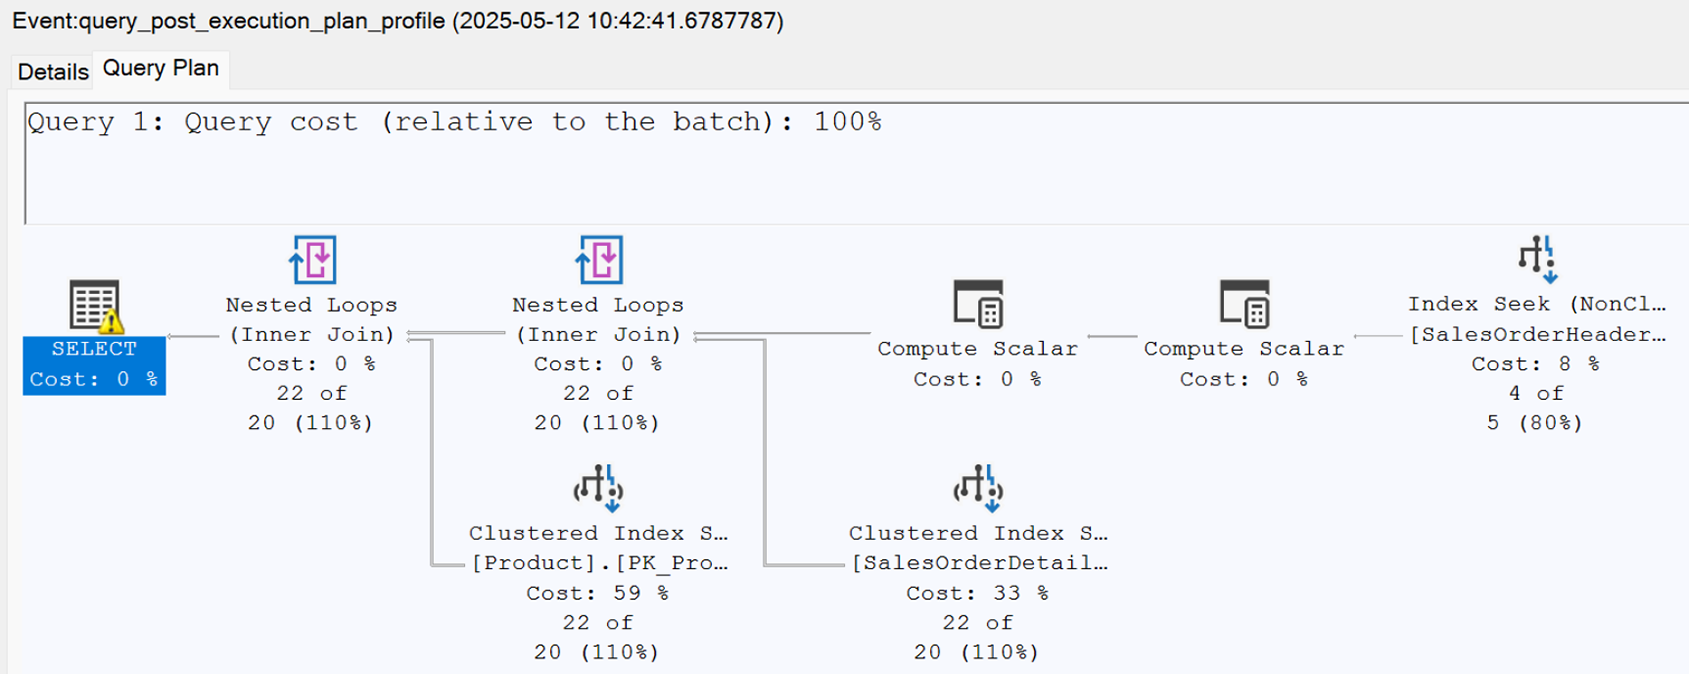 Event:query_post_execution_plan_profile (2025-05-12 10:42:41.6787787)
Details
Query Plan
Query 1: Query cost (relative to the batch): 100%
SELECT
Cost: 0 %
Nested Loops
(Inner Join)
Cost: 0 %
22 of
20 (110%)
Nested Loops
(Inner Join)
Cost: 0 %
22 of
20 (110%)
Compute Scalar
Cost: 0 %
Compute Scalar
Cost: 0 %
Index Seek (NonCl…
[SalesOrderHeader…
Cost: 8 %
4 of
5 (80%)
Clustered Index S…
[Product].[PK_Pro…
Cost: 59 %
22 of
20 (110%)
Clustered Index S…
[SalesOrderDetail…
Cost: 33 %
22 of
20 (110%)